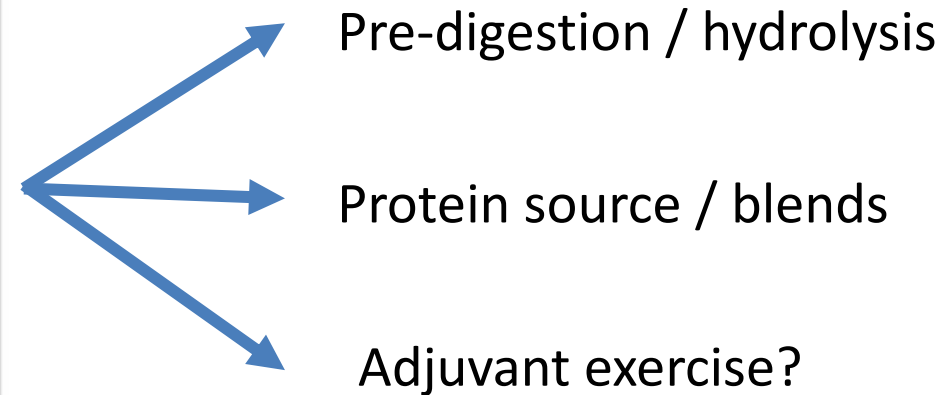 Pre-digestion / hydrolysis
Protein source / blends
Adjuvant exercise?